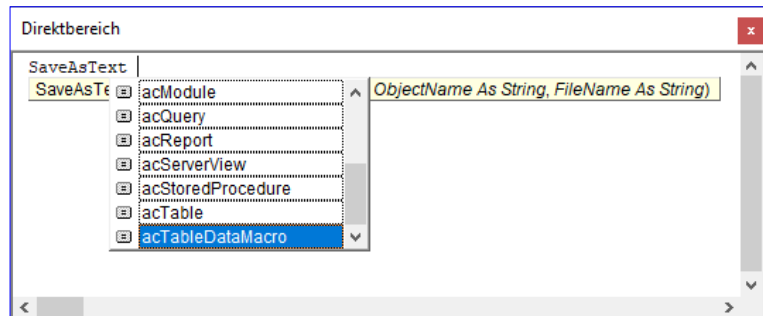 Direktbereich
x
SaveAsText
SaveAsTe ObjectName As String, FileName As String)
acModule
acQuery
acReport
acServerView
acStoredProcedure
acTable
acTableDataMacro